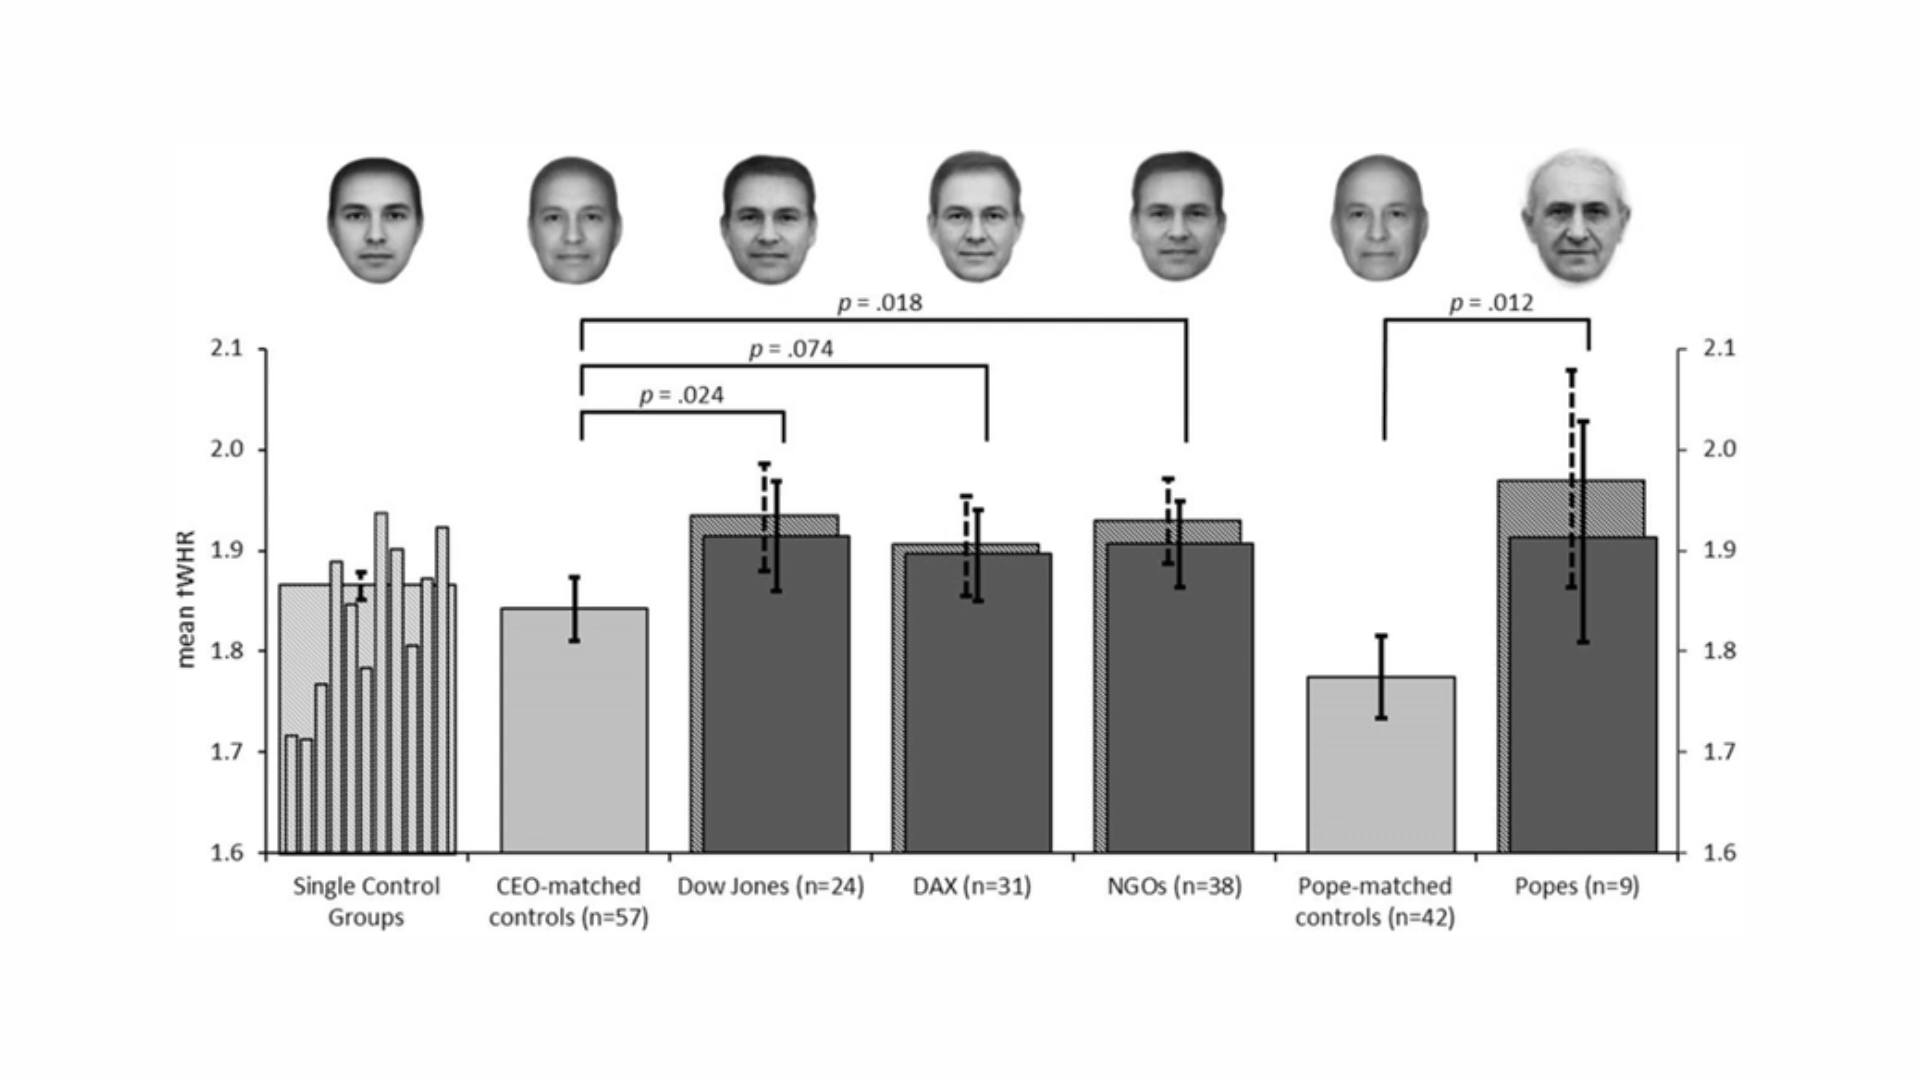 p = .018
p = .012
p = .074
p = .024
2.1
2.0
1.9
1.8
1.7
1.6
mean fWHR
2.1
2.0
1.9
1.8
1.7
1.6
Single Control
Groups
CEO-matched
controls (n=57)
Dow Jones (n=24)
DAX (n=31)
NGOs (n=38)
Pope-matched
controls (n=42)
Popes (n=9)